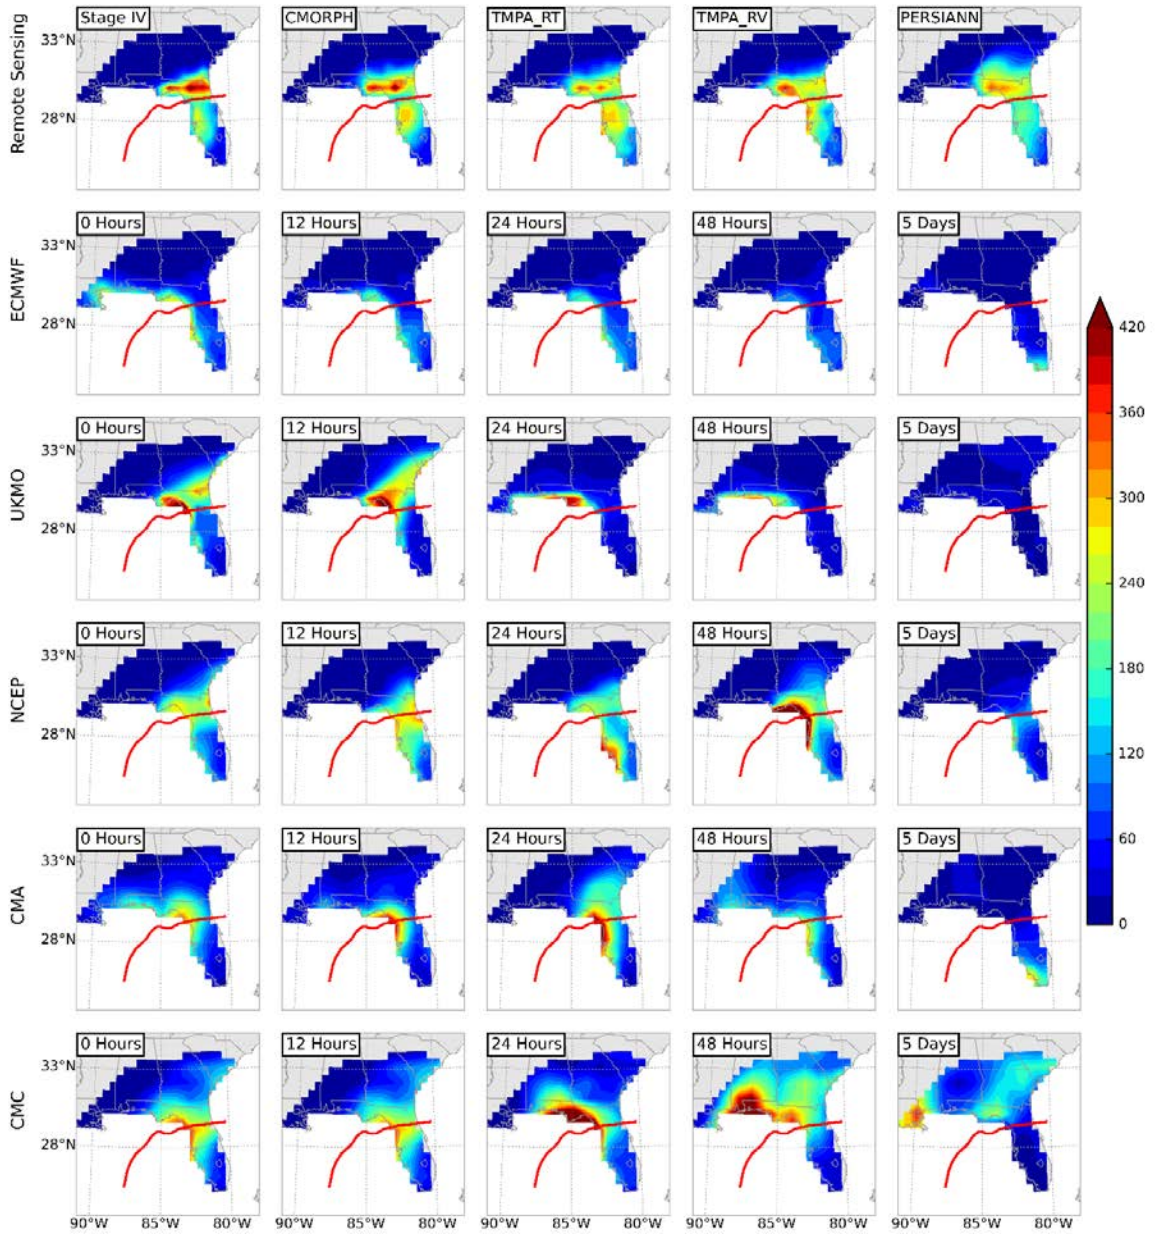 Stage IV CMORPH TMPA_RT TMPA_RV PERSIANN
33°N
Remote Sensing
28°N
0 Hours 12 Hours 24 Hours 48 Hours 5 Days
33°N
ECMWF
28°N
0 Hours 12 Hours 24 Hours 48 Hours 5 Days
33°N
UKMO
28°N
0 Hours 12 Hours 24 Hours 48 Hours 5 Days
33°N
NCEP
28°N
0 Hours 12 Hours 24 Hours 48 Hours 5 Days
33°N
CMA
28°N
0 Hours 12 Hours 24 Hours 48 Hours 5 Days
33°N
CMC
28°N
90°W 85°W 80°W 90°W 85°W 80°W 90°W 85°W 80°W 90°W 85°W 80°W 90°W 85°W 80°W
420
360
300
240
180
120
60
0